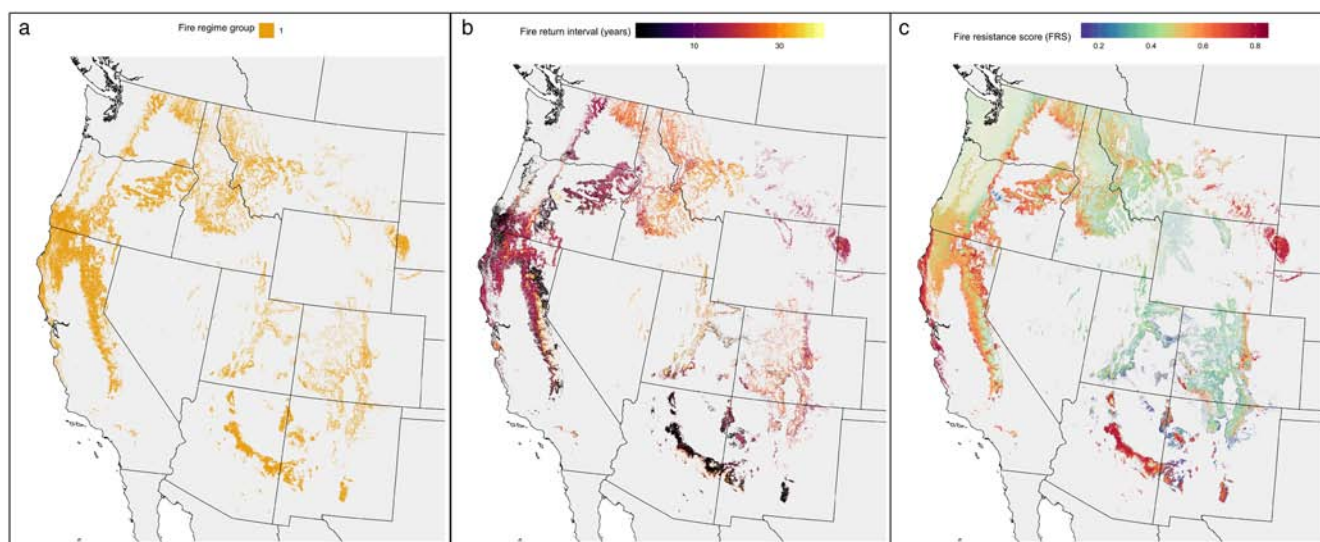 a
Fire regime group 1
b
Fire return interval (years)
10 30
c
Fire resistance score (FRS)
0.2 0.4 0.6 0.8